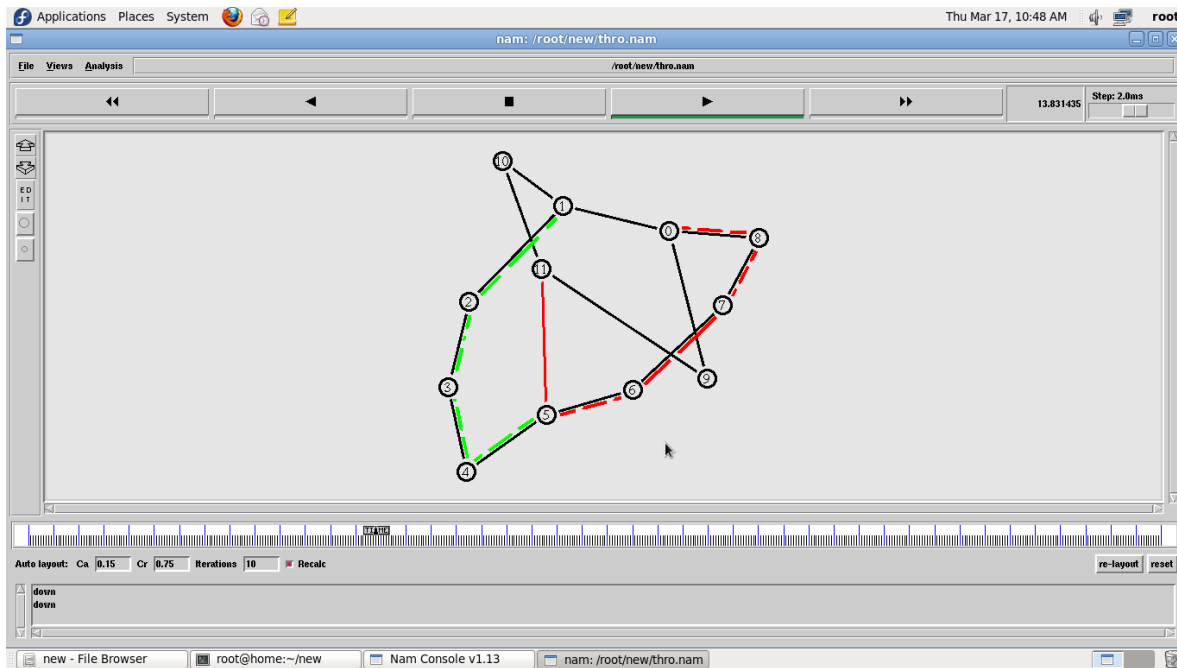 Applications Places System Thu Mar 17, 10:48 AM root
nam: /root/new/thro.nam
File Views Analysis /root/new/thro.nam
13.831435 Step: 2.0ms
ED
IT
10
1
0
8
11
2
7
9
3
6
5
4
TIME
Auto layout: Ca 0.15 Cr 0.75 Iterations 10 Recalc re-layout reset
down
down
new - File Browser root@home:~/new Nam Console v1.13 nam: /root/new/thro.nam